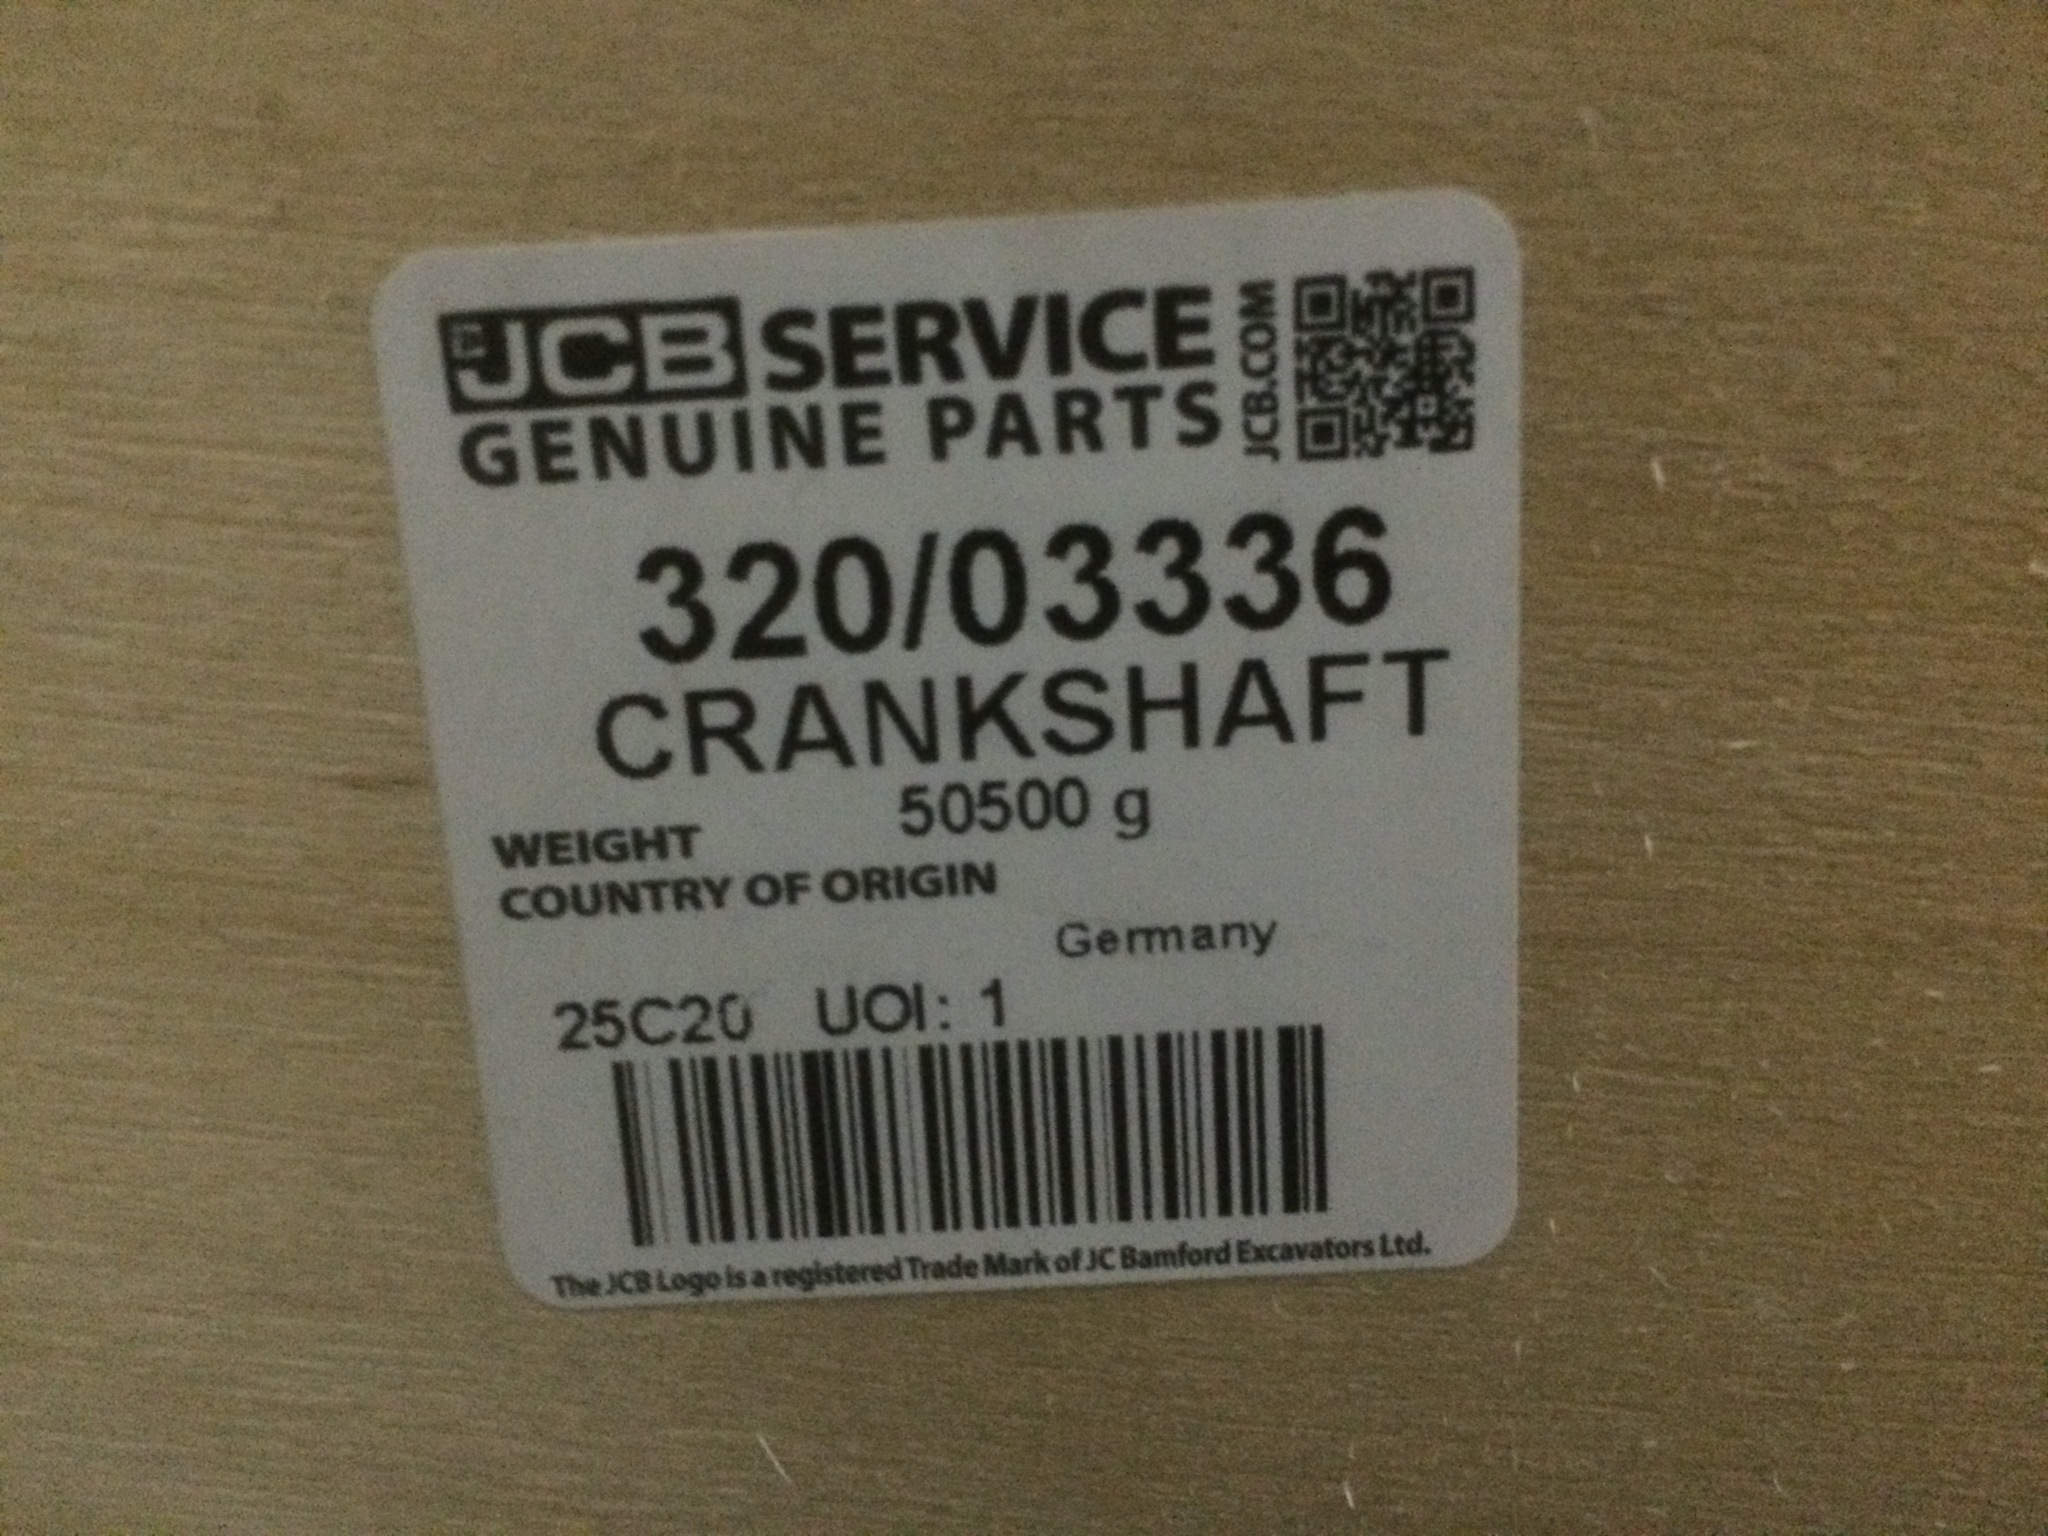 JCB SERVICE
GENUINE PARTS
JCB.COM
320/03336
CRANKSHAFT
50500 g
WEIGHT
COUNTRY OF ORIGIN
Germany
25C20 UOI: 1
The JCB Logo is a registered Trade Mark of JC Bamford Excavators Ltd.